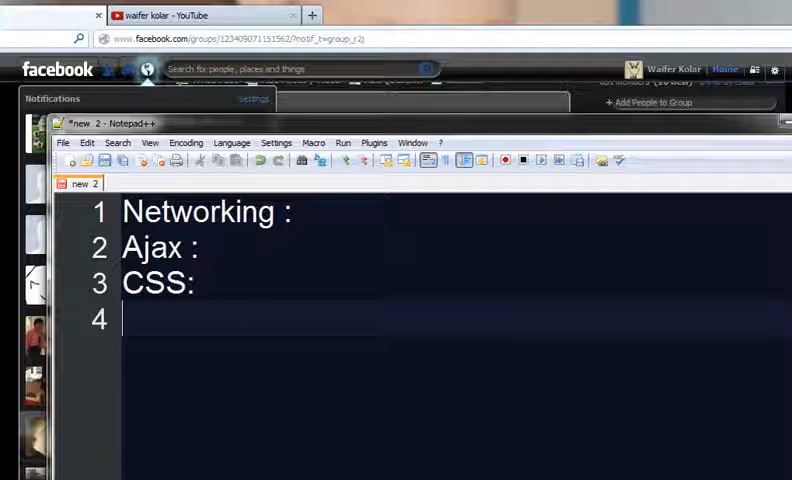 waifer kolar - YouTube
www.facebook.com/groups/123409071151562/?notif_t=group_r2j
facebook
Search for people, places and things
Waifer Kolar
Home
Notifications
Settings
+ Add People to Group
*new 2 - Notepad++
File Edit Search View Encoding Language Settings Macro Run Plugins Window ?
new 2
1 Networking :
2 Ajax :
3 CSS:
4